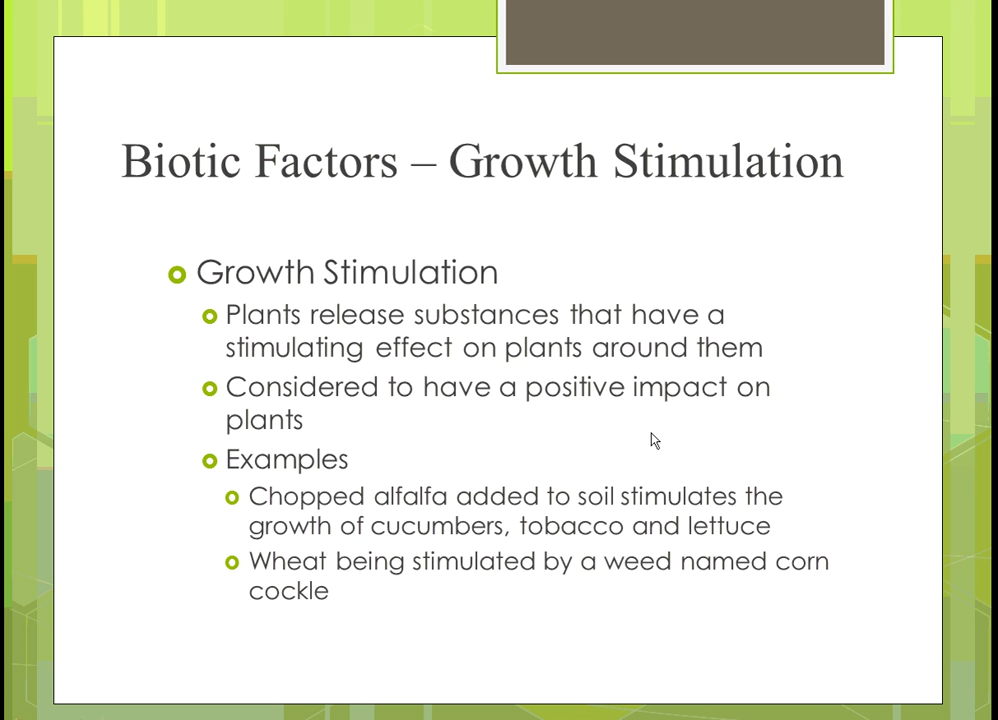 Biotic Factors – Growth Stimulation
Growth Stimulation
Plants release substances that have a
stimulating effect on plants around them
Considered to have a positive impact on
plants
Examples
Chopped alfalfa added to soil stimulates the
growth of cucumbers, tobacco and lettuce
Wheat being stimulated by a weed named corn
cockle